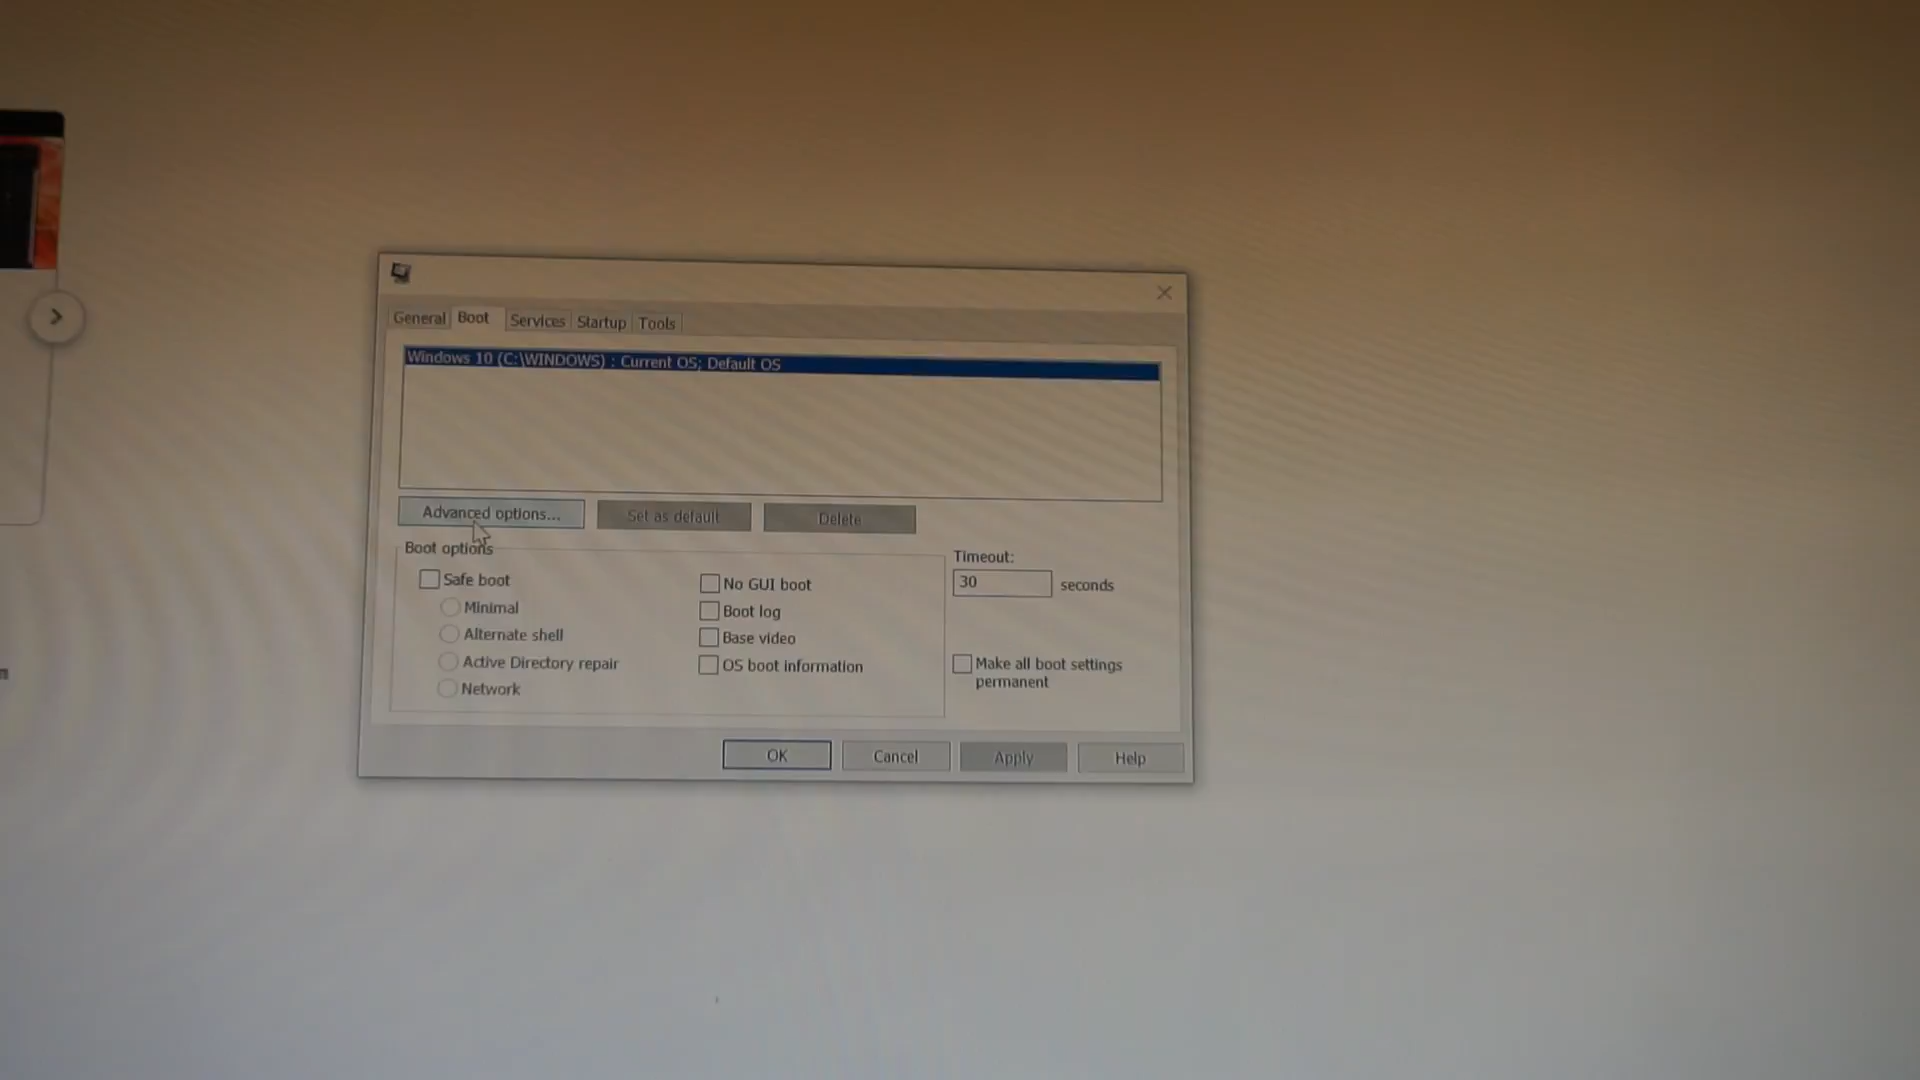 General Boot Services Startup Tools
Windows 10 (C:\WINDOWS) : Current OS; Default OS
Advanced options... Set as default Delete
Boot options
Safe boot
Minimal
Alternate shell
Active Directory repair
Network
No GUI boot
Boot log
Base video
OS boot information
Timeout:
30 seconds
Make all boot settings
permanent
OK Cancel Apply Help